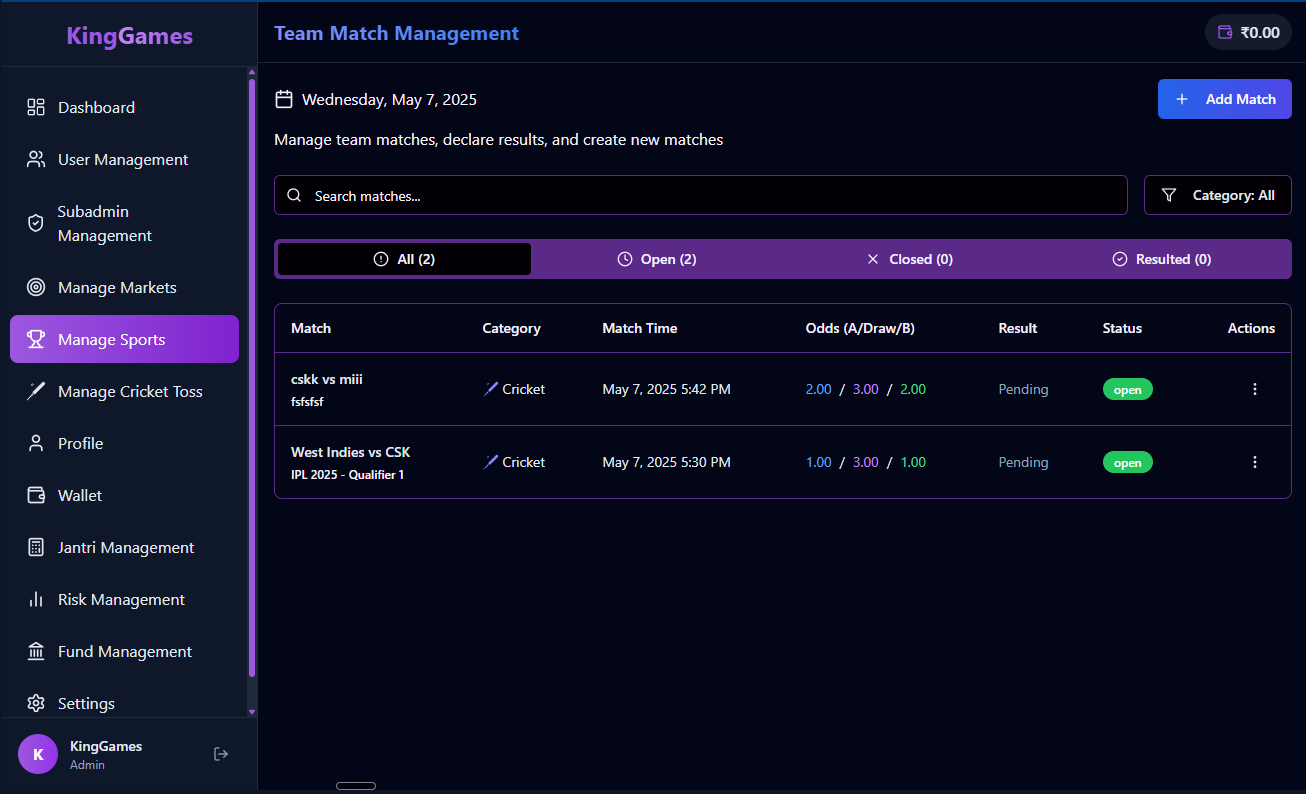 KingGames
Team Match Management
₹0.00
Dashboard
User Management
Subadmin
Management
Manage Markets
Manage Sports
Manage Cricket Toss
Profile
Wallet
Jantri Management
Risk Management
Fund Management
Settings
K
KingGames
Admin
Wednesday, May 7, 2025
Add Match
Manage team matches, declare results, and create new matches
Search matches...
Category: All
All (2)
Open (2)
Closed (0)
Resulted (0)
Match Category Match Time Odds (A/Draw/B) Result Status Actions
cskk vs miii
fsfsfsf
Cricket May 7, 2025 5:42 PM 2.00 / 3.00 / 2.00 Pending open
West Indies vs CSK
IPL 2025 - Qualifier 1
Cricket May 7, 2025 5:30 PM 1.00 / 3.00 / 1.00 Pending open